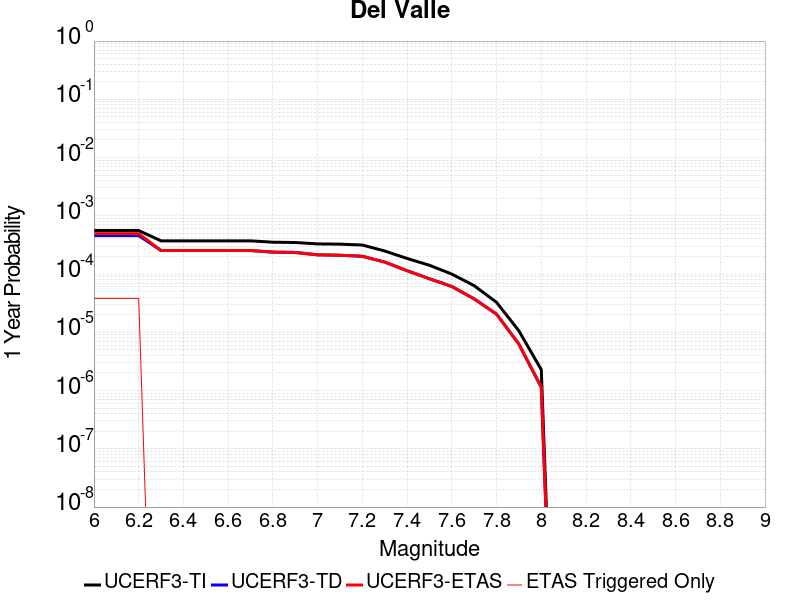 Del Valle
10^0
10^-1
10^-2
10^-3
10^-4
10^-5
10^-6
10^-7
10^-8
1 Year Probability
6 6.2 6.4 6.6 6.8 7 7.2 7.4 7.6 7.8 8 8.2 8.4 8.6 8.8 9
Magnitude
UCERF3-TI UCERF3-TD UCERF3-ETAS ETAS Triggered Only